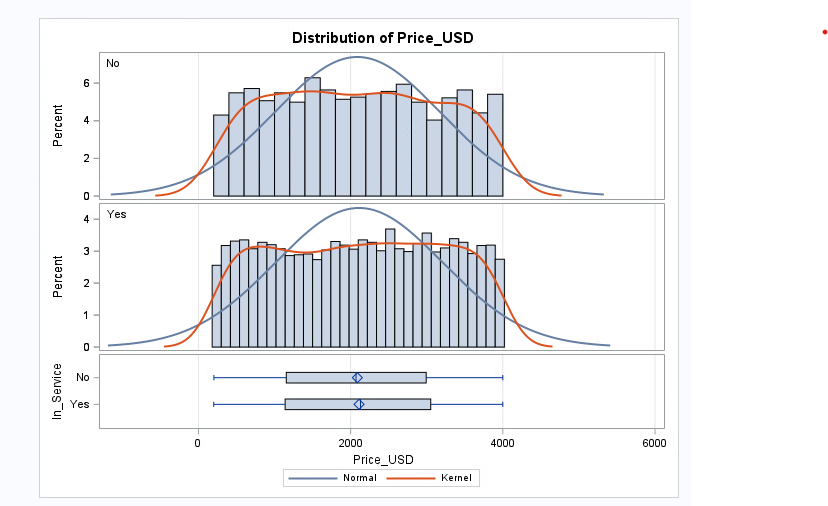 Distribution of Price_USD
No
6
4
2
0
Percent
Yes
4
3
2
1
0
Percent
No
Yes
In_Service
0 2000 4000 6000
Price_USD
Normal Kernel